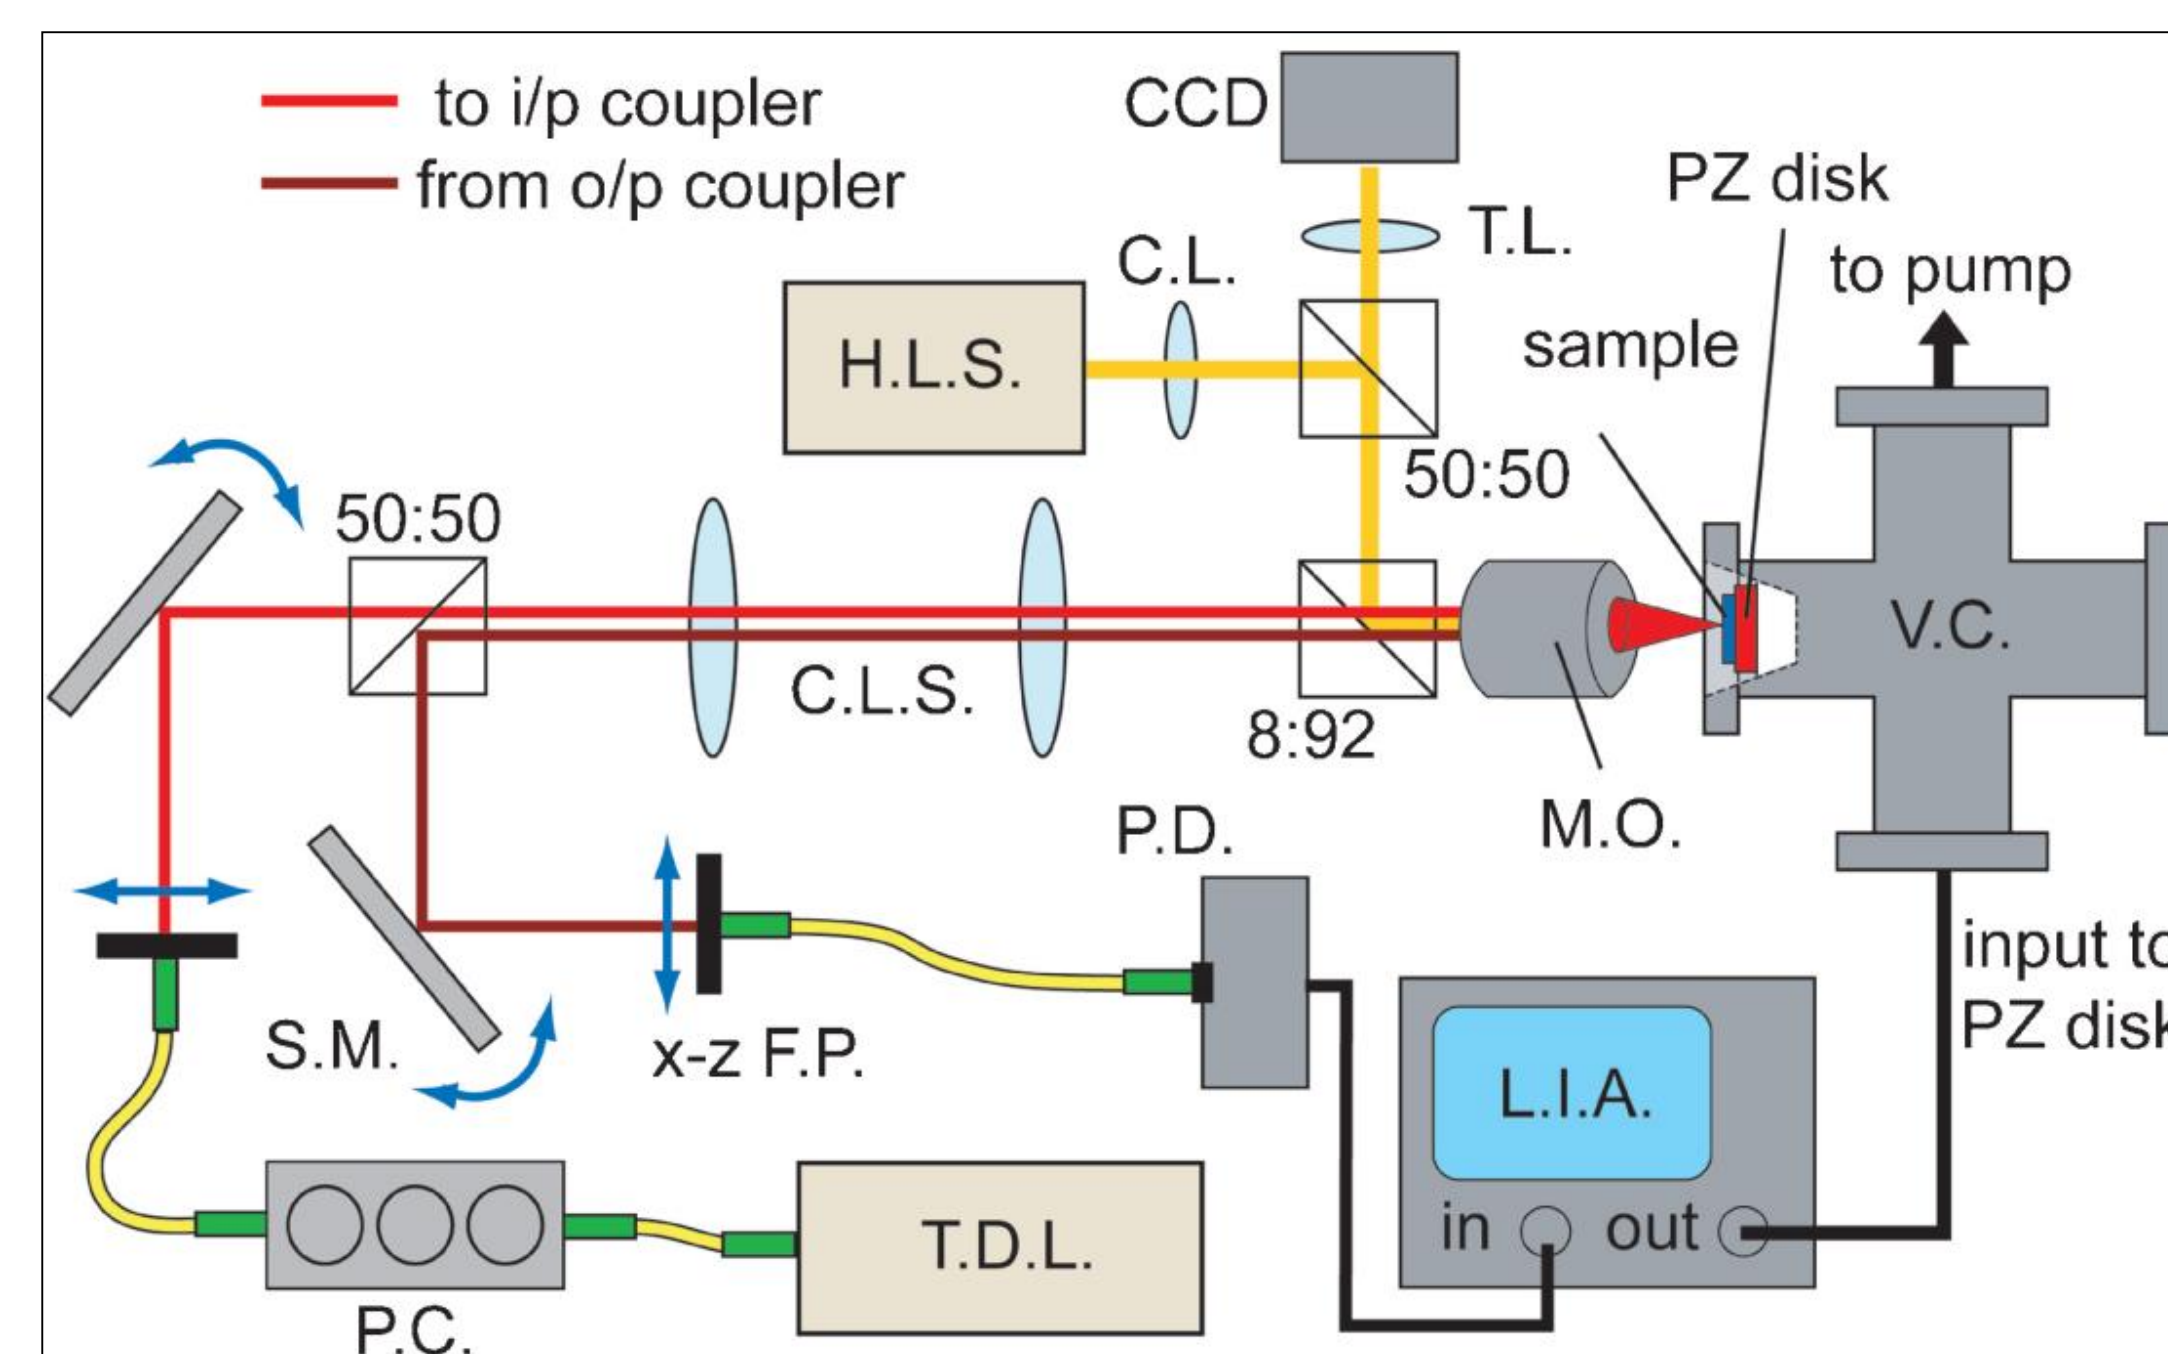 to i/p coupler
from o/p coupler
CCD
PZ disk
T.L.
C.L.
to pump
sample
H.L.S.
50:50
50:50
C.L.S.
V.C.
8:92
M.O.
P.D.
input to
PZ disk
S.M.
x-z F.P.
L.I.A.
in
out
T.D.L.
P.C.